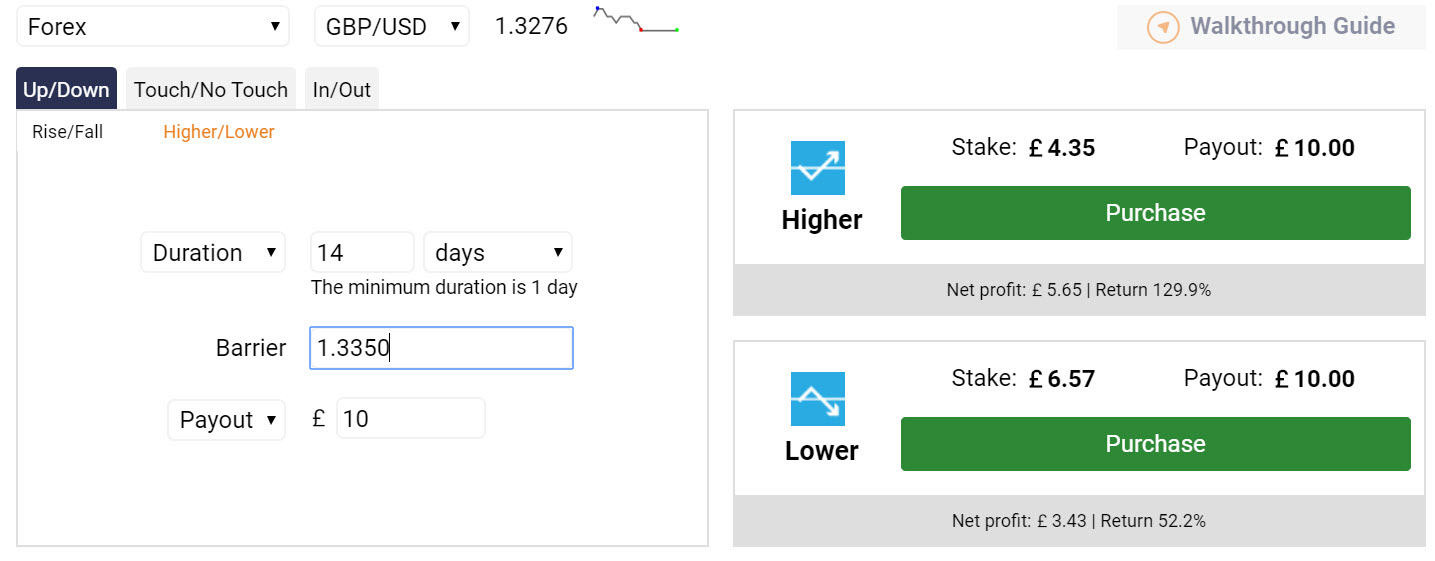 Forex GBP/USD 1.3276 Walkthrough Guide
Up/Down Touch/No Touch In/Out
Rise/Fall Higher/Lower
Duration 14 days
The minimum duration is 1 day
Barrier 1.3350
Payout £ 10
Stake: £ 4.35 Payout: £ 10.00
Higher
Purchase
Net profit: £ 5.65 | Return 129.9%
Stake: £ 6.57 Payout: £ 10.00
Lower
Purchase
Net profit: £ 3.43 | Return 52.2%